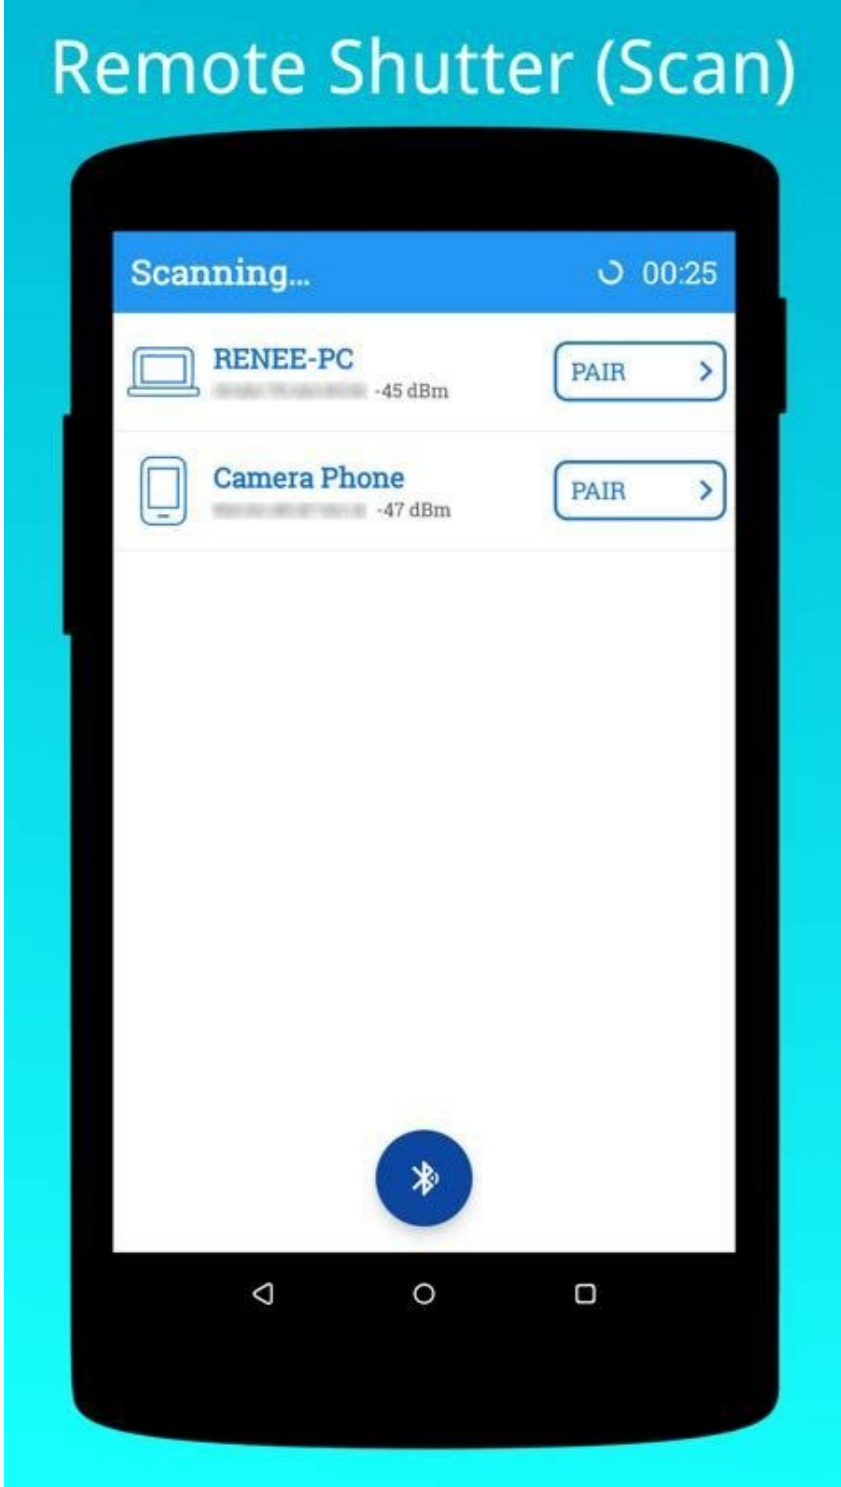 Remote Shutter (Scan)
Scanning... 00:25
RENEE-PC
-45 dBm
PAIR
Camera Phone
-47 dBm
PAIR